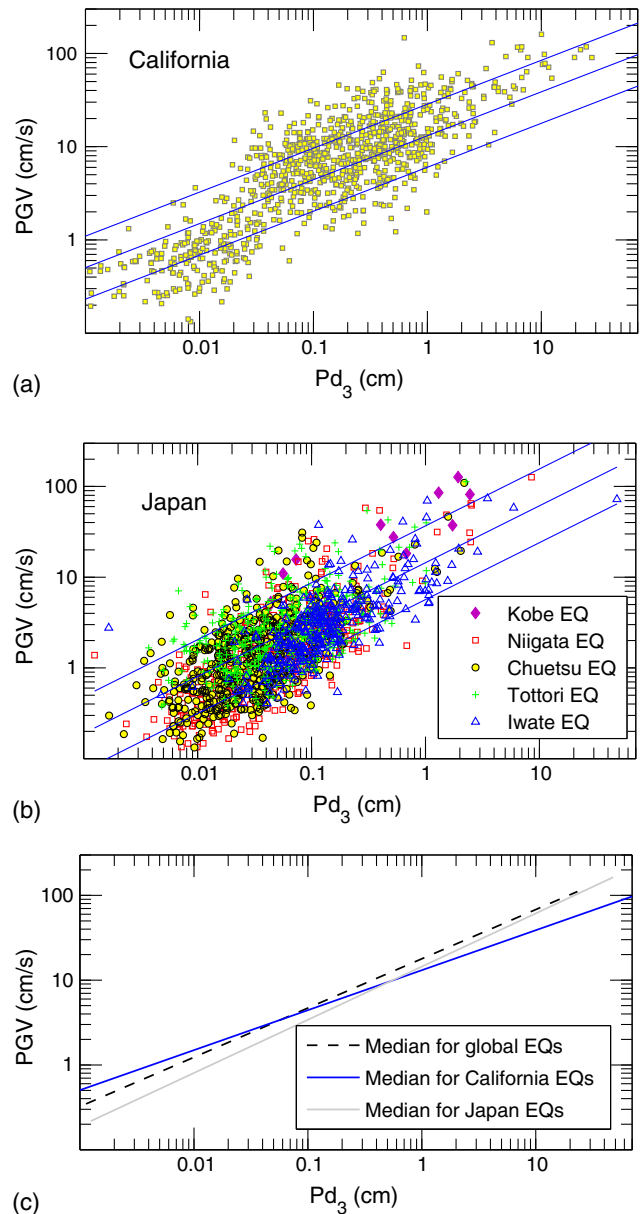 California
100
10
1
PGV (cm/s)
0.01 0.1 1 10
Pd₃ (cm)
(a)
Japan
100
10
1
PGV (cm/s)
Kobe EQ
Niigata EQ
Chuetsu EQ
Tottori EQ
Iwate EQ
0.01 0.1 1 10
Pd₃ (cm)
(b)
100
10
1
PGV (cm/s)
Median for global EQs
Median for California EQs
Median for Japan EQs
0.01 0.1 1 10
Pd₃ (cm)
(c)